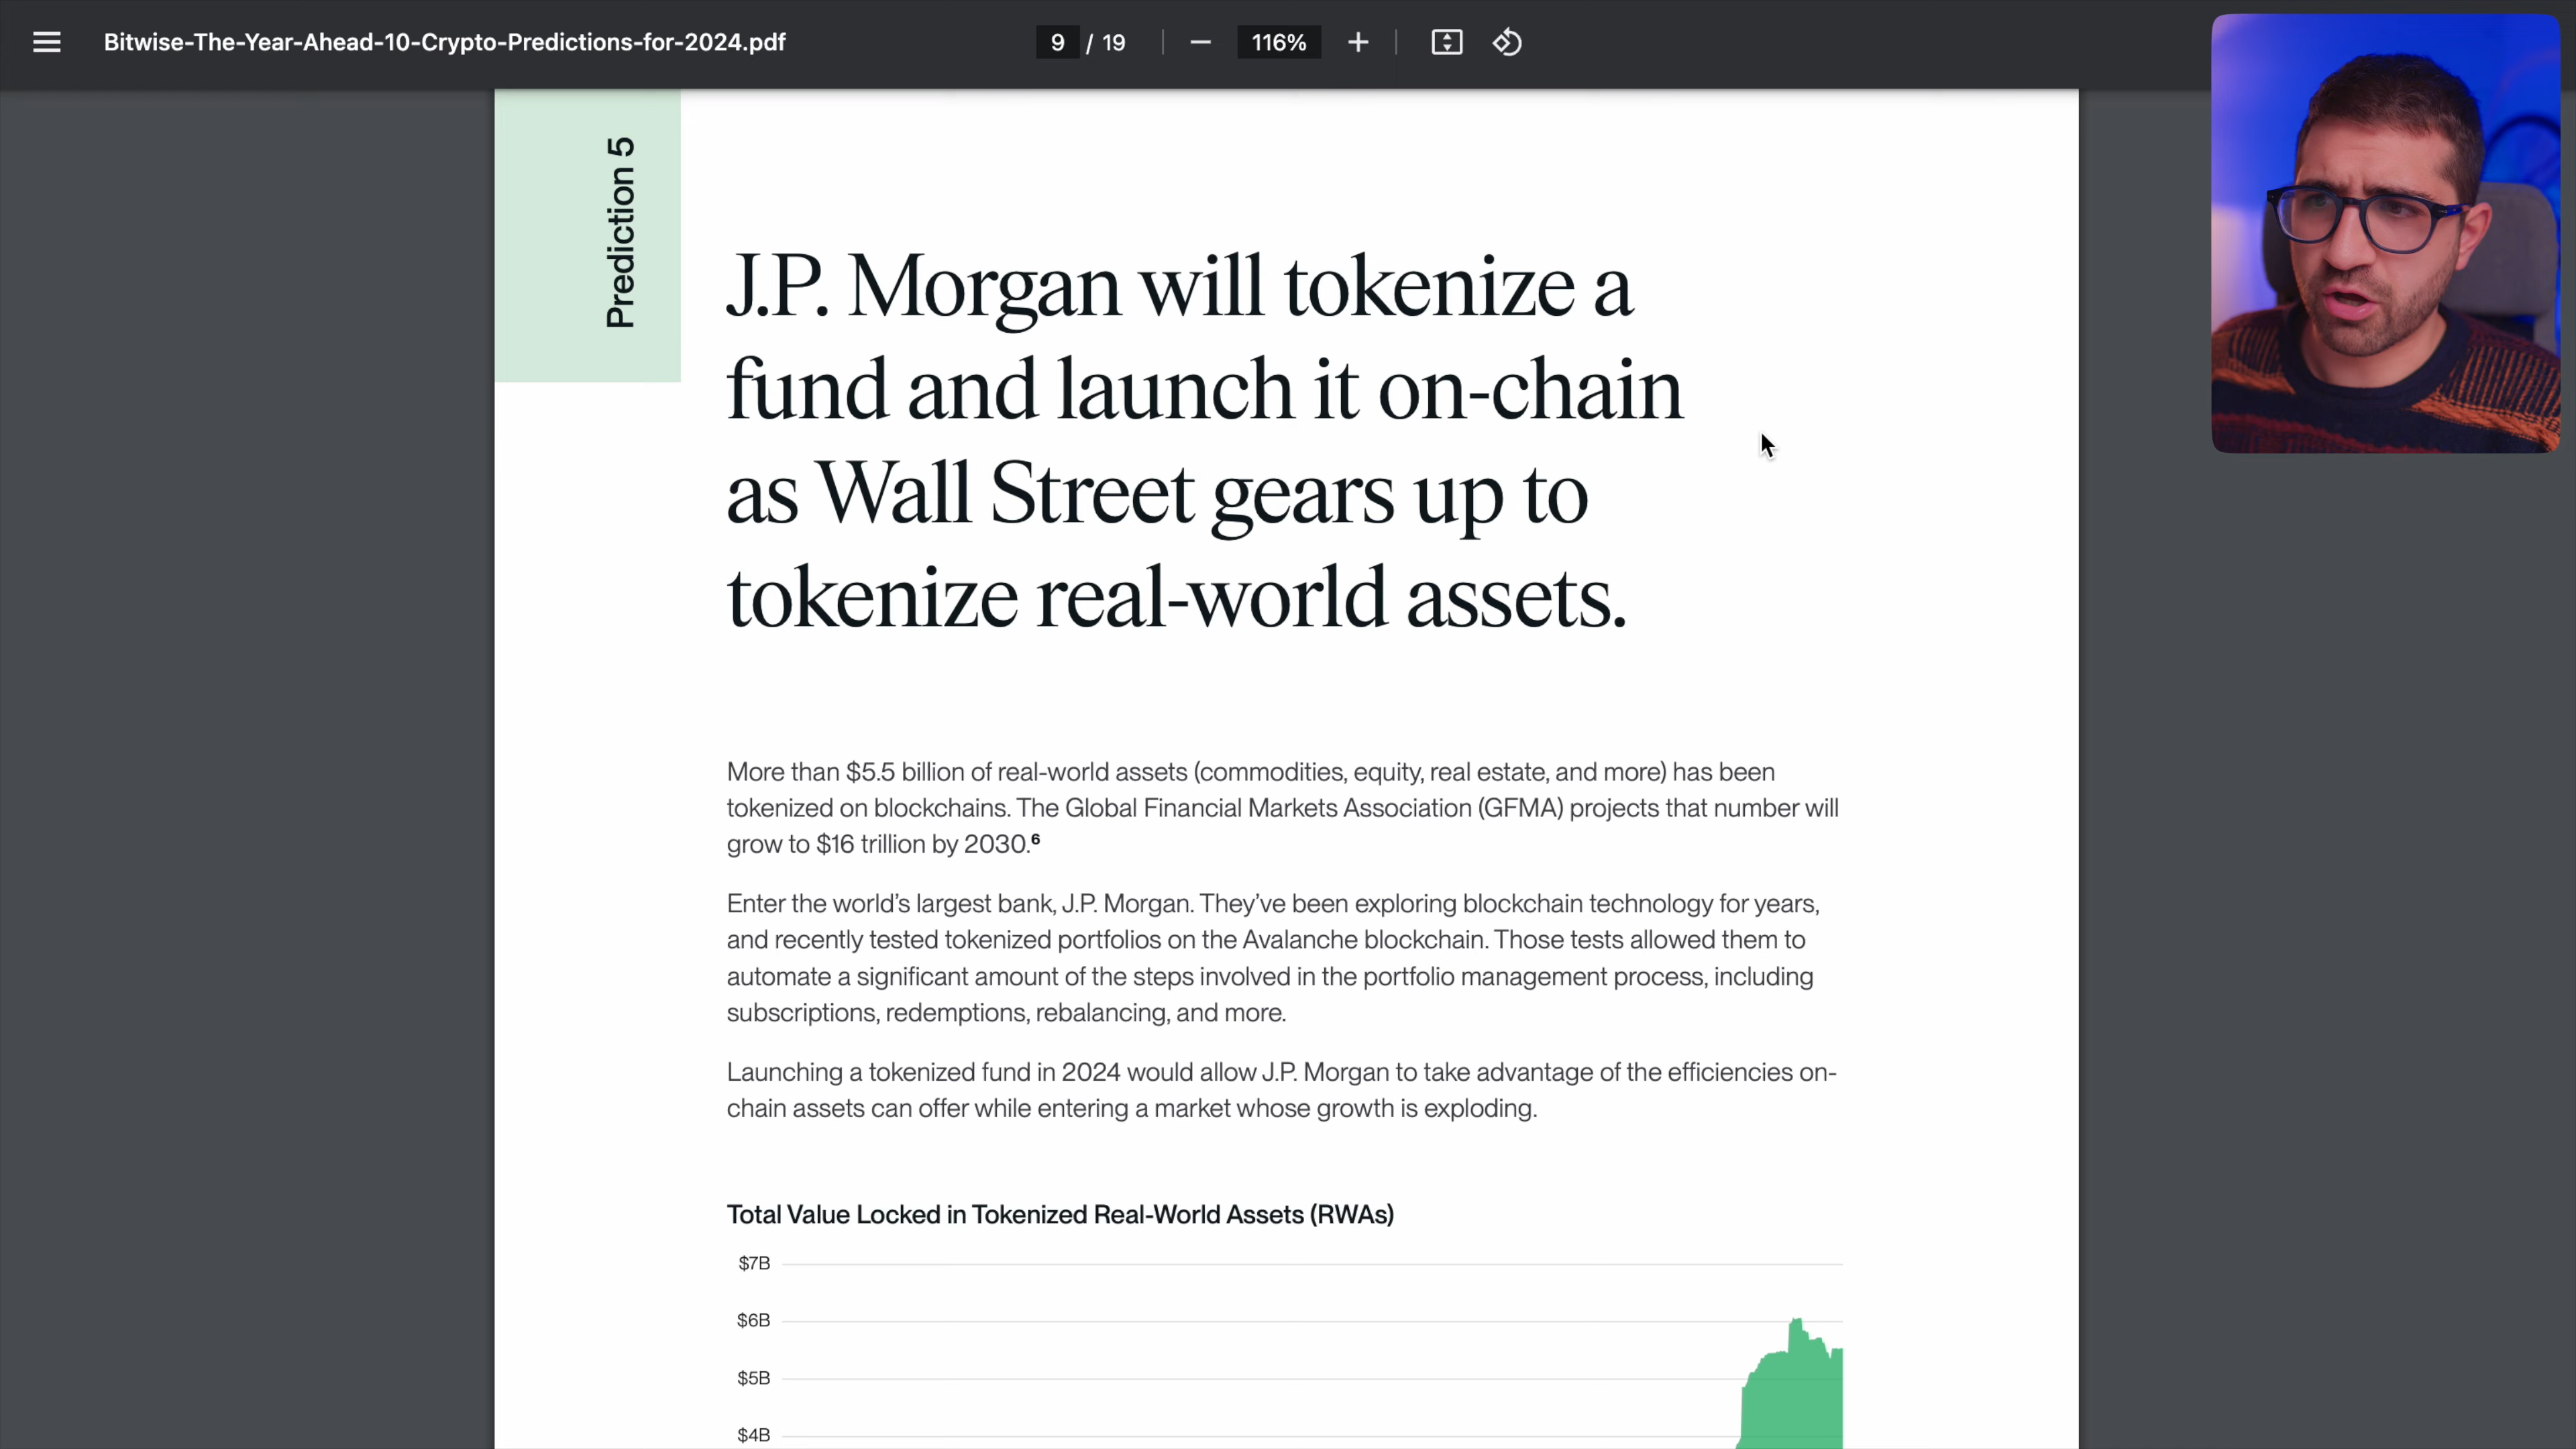 Bitwise-The-Year-Ahead-10-Crypto-Predictions-for-2024.pdf
9 / 19
116%
Prediction 5
J.P. Morgan will tokenize a
fund and launch it on-chain
as Wall Street gears up to
tokenize real-world assets.
More than $5.5 billion of real-world assets (commodities, equity, real estate, and more) has been
tokenized on blockchains. The Global Financial Markets Association (GFMA) projects that number will
grow to $16 trillion by 2030.⁶
Enter the world’s largest bank, J.P. Morgan. They’ve been exploring blockchain technology for years,
and recently tested tokenized portfolios on the Avalanche blockchain. Those tests allowed them to
automate a significant amount of the steps involved in the portfolio management process, including
subscriptions, redemptions, rebalancing, and more.
Launching a tokenized fund in 2024 would allow J.P. Morgan to take advantage of the efficiencies on-
chain assets can offer while entering a market whose growth is exploding.
Total Value Locked in Tokenized Real-World Assets (RWAs)
$7B
$6B
$5B
$4B